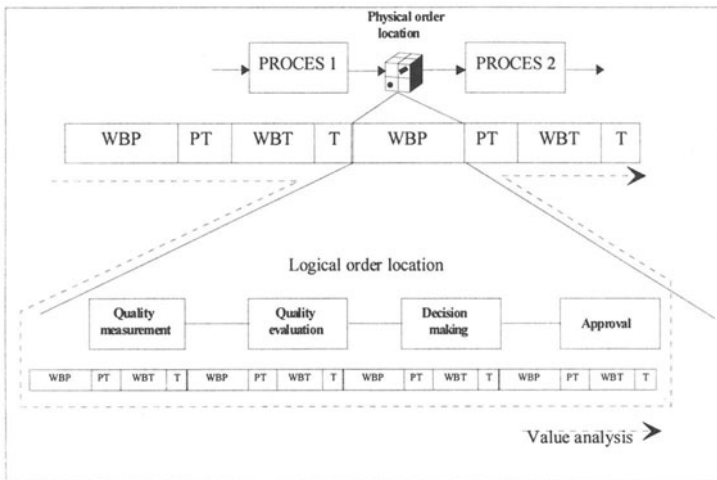 Physical order
location
PROCES 1
PROCES 2
WBP PT WBT T WBP PT WBT T
Logical order location
Quality
measurement
Quality
evaluation
Decision
making
Approval
WBP PT WBT T WBP PT WBT T WBP PT WBT T WBP PT WBT T
Value analysis